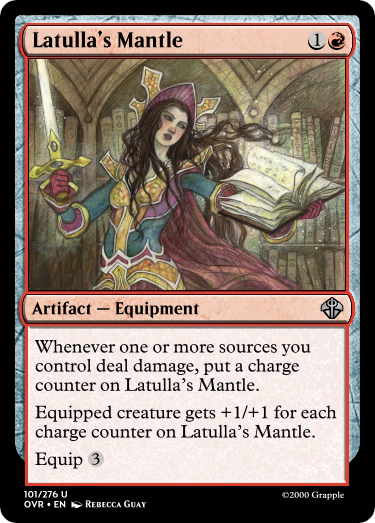 Latulla's Mantle 1
Artifact — Equipment
Whenever one or more sources you
control deal damage, put a charge
counter on Latulla's Mantle.
Equipped creature gets +1/+1 for each
charge counter on Latulla's Mantle.
Equip 3
101/276 U
OVR • EN Rebecca Guay
©2000 Grapple